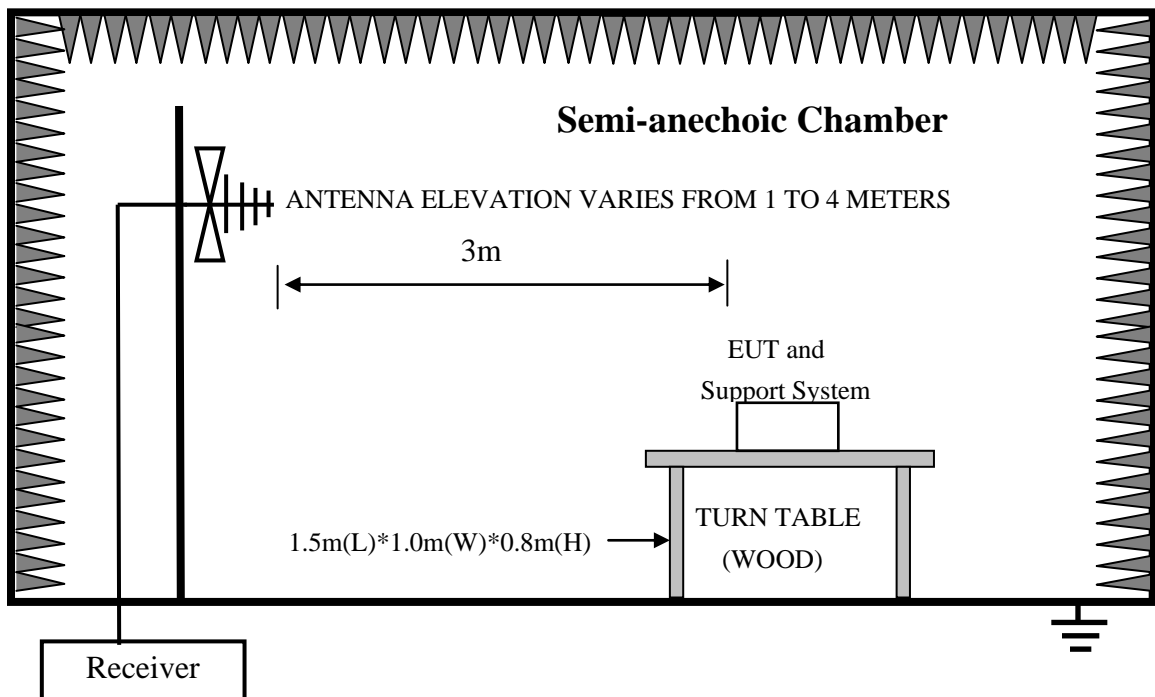 Semi-anechoic Chamber
ANTENNA ELEVATION VARIES FROM 1 TO 4 METERS
3m
EUT and
Support System
1.5m(L)*1.0m(W)*0.8m(H)
TURN TABLE
(WOOD)
Receiver